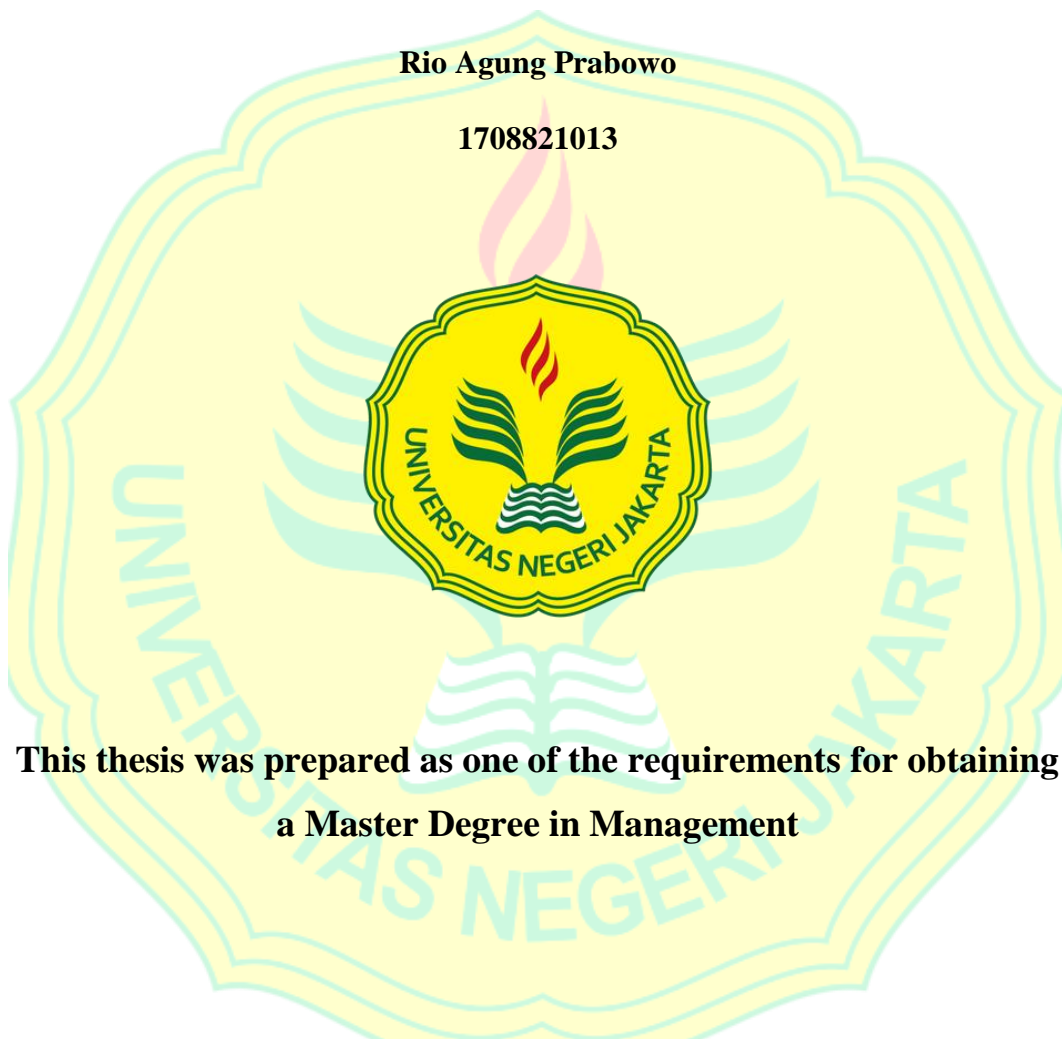 Rio Agung Prabowo
1708821013
UNIVERSITAS NEGERI JAKARTA
This thesis was prepared as one of the requirements for obtaining
a Master Degree in Management
UNIVERSITAS NEGERI JAKARTA